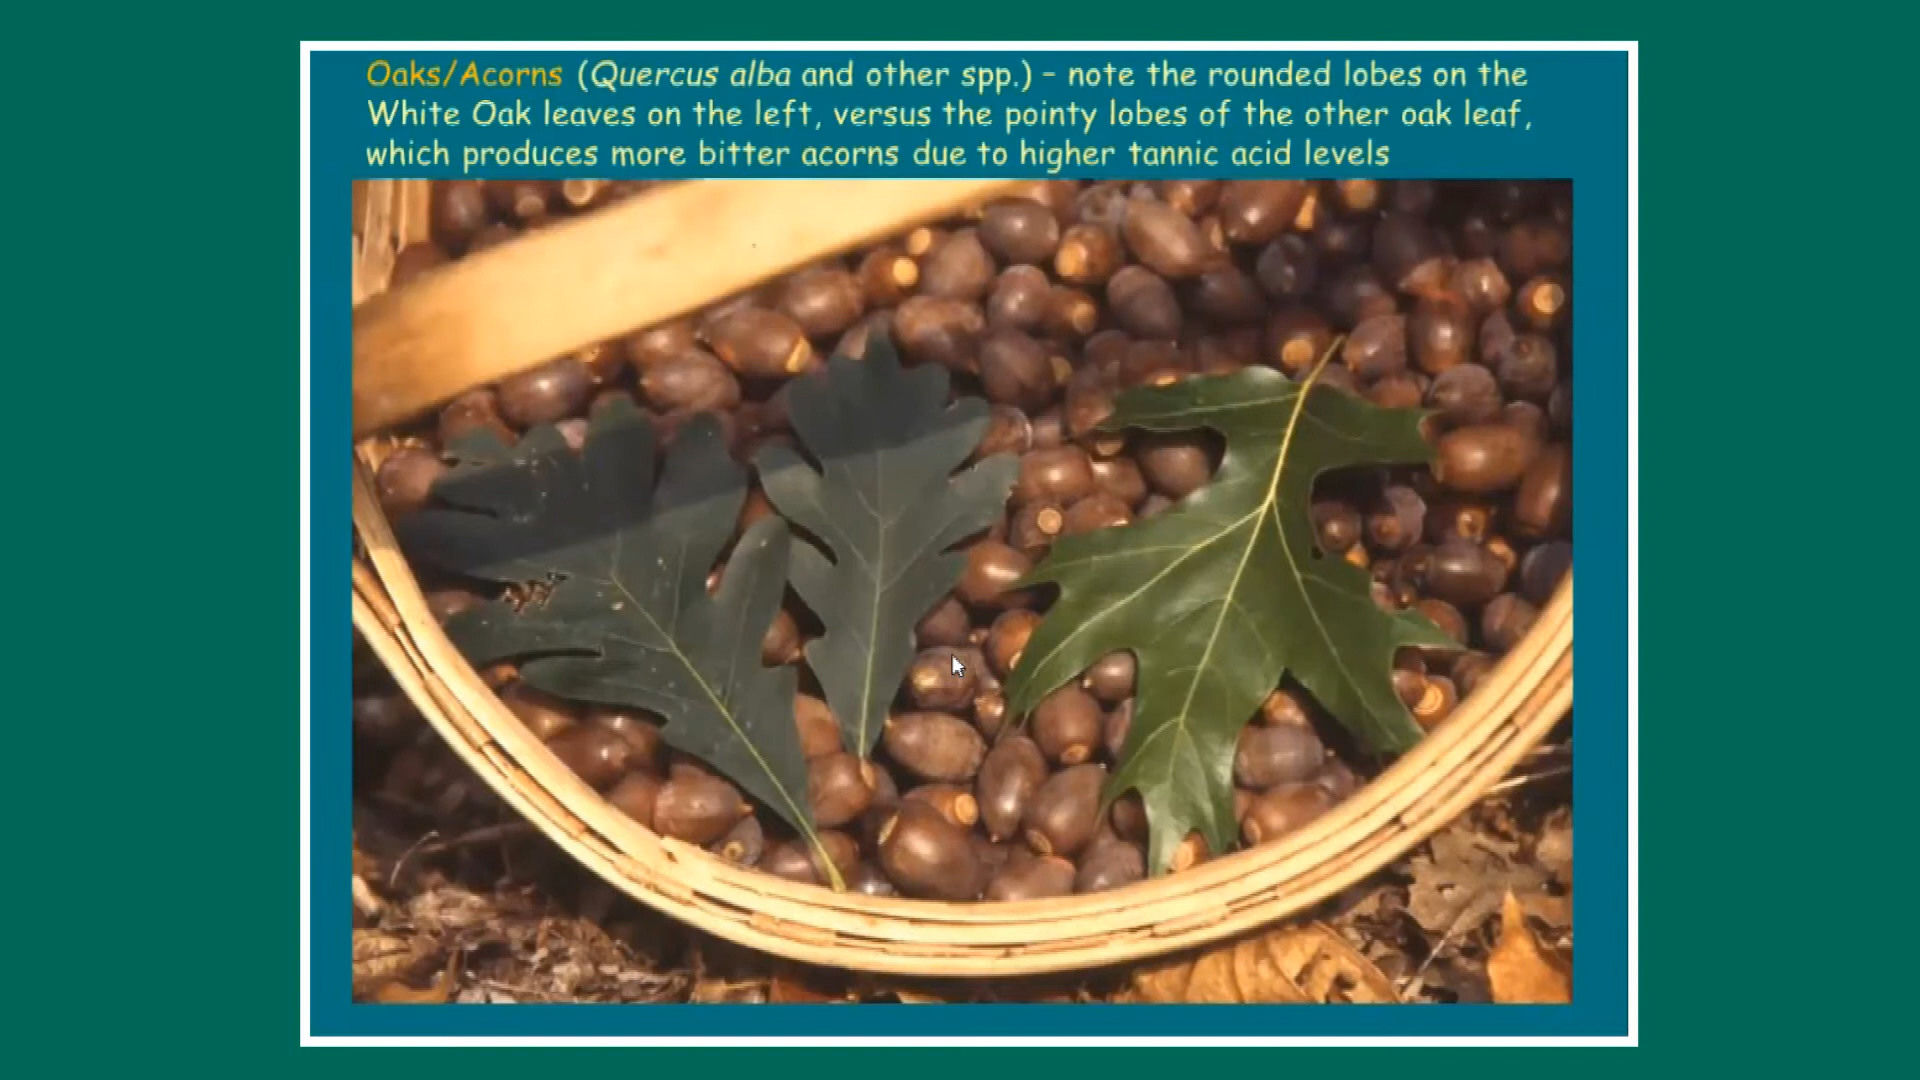 Oaks/Acorns (Quercus alba and other spp.) – note the rounded lobes on the
White Oak leaves on the left, versus the pointy lobes of the other oak leaf,
which produces more bitter acorns due to higher tannic acid levels